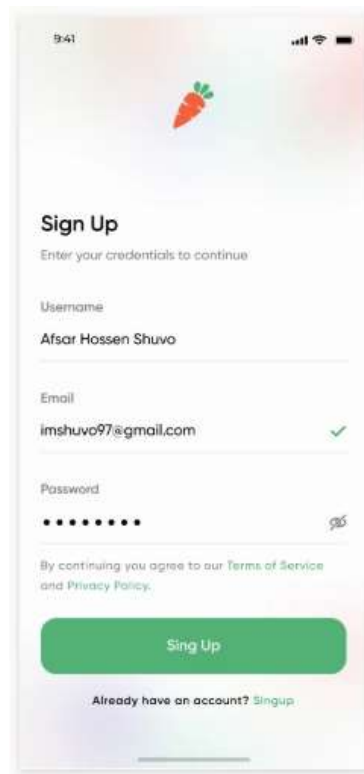 9:41
Sign Up
Enter your credentials to continue
Username
Afsar Hossen Shuvo
Email
imshuvo97@gmail.com
Password
••••••••
By continuing you agree to our Terms of Service
and Privacy Policy.
Sing Up
Already have an account? Singup